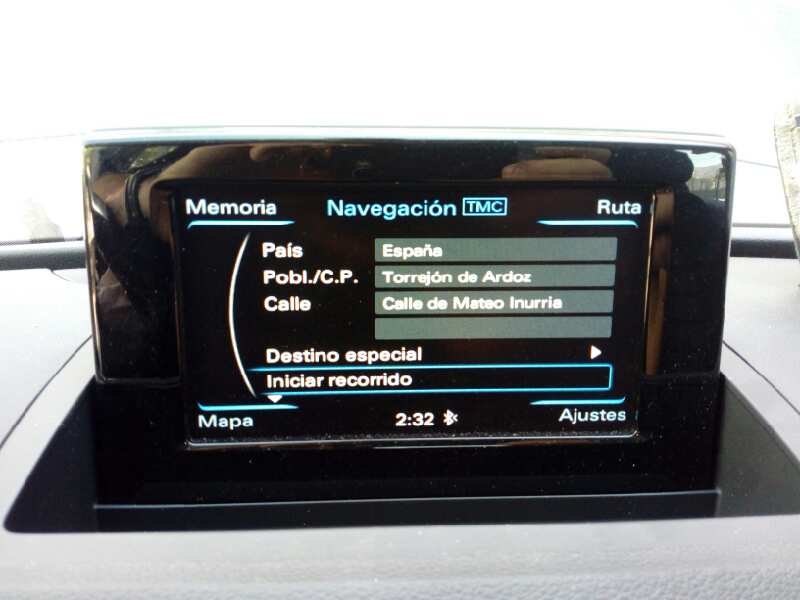 Memoria Navegación TMC Ruta
País España
Pobl./C.P. Torrejón de Ardoz
Calle Calle de Mateo Inurria
Destino especial
Iniciar recorrido
Mapa 2:32 Ajustes